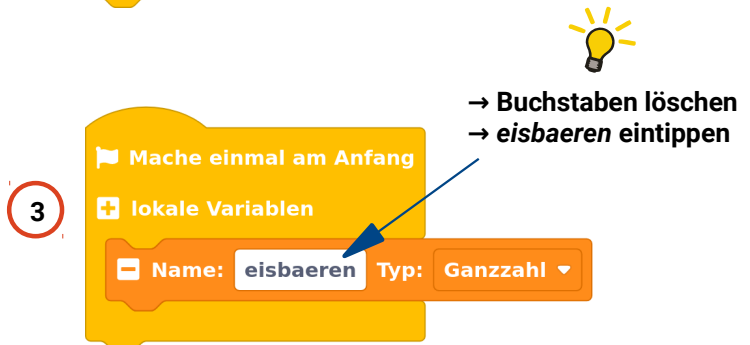 → Buchstaben löschen
→ eisbaeren eintippen
Mache einmal am Anfang
3
lokale Variablen
Name: eisbaeren Typ: Ganzzahl